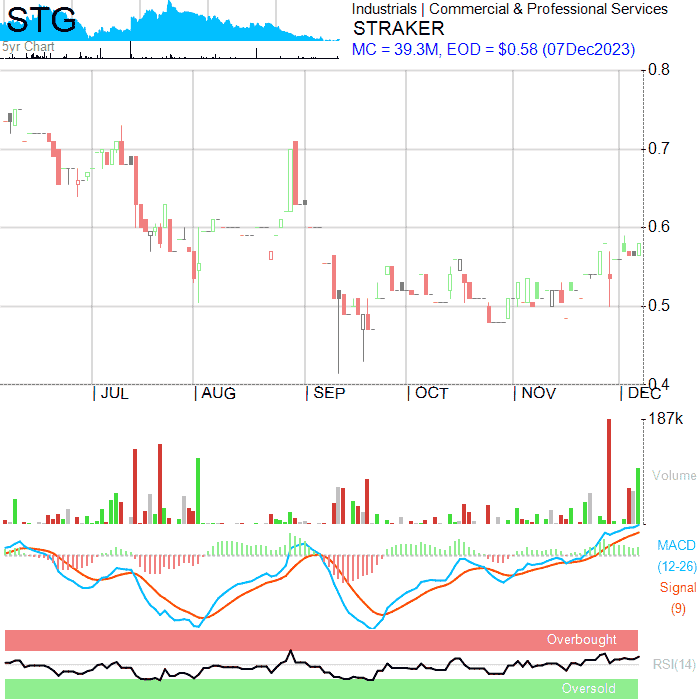 STG
5yr Chart
Industrials | Commercial & Professional Services
STRAKER
MC = 39.3M, EOD = $0.58 (07Dec2023)
0.8
0.7
0.6
0.5
0.4
JUL
AUG
SEP
OCT
NOV
DEC
187k
Volume
MACD
(12-26)
Signal
(9)
Overbought
RSI(14)
Oversold